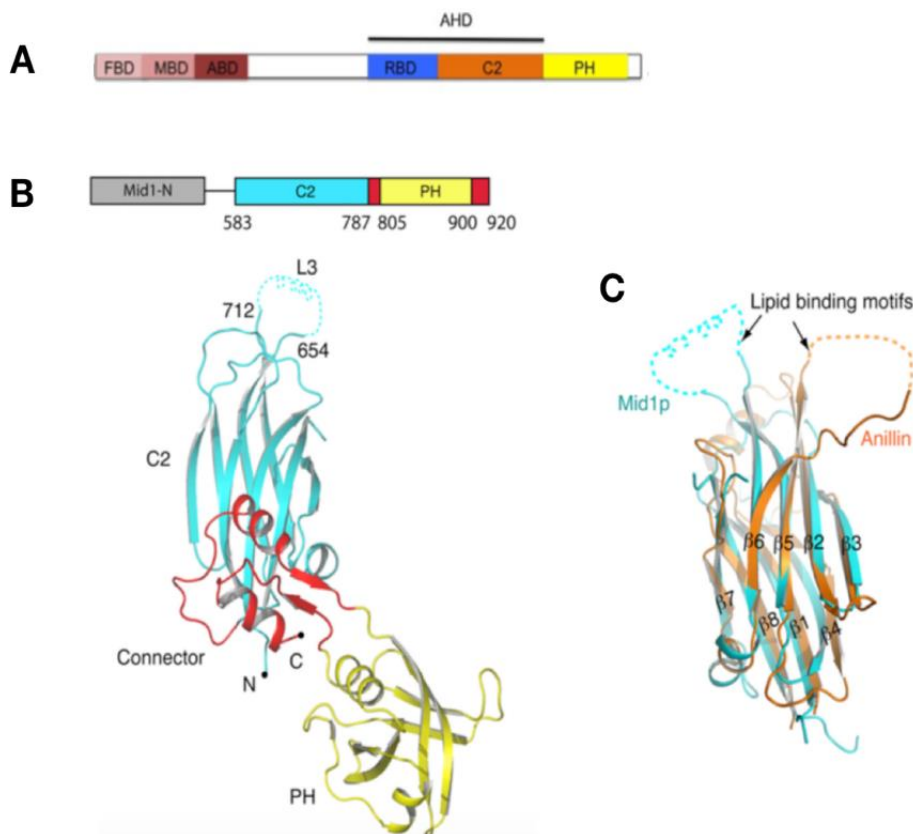 A
AHD
FBD MBD ABD RBD C2 PH
B
Mid1-N C2 PH
583 787 805 900 920
L3
712
654
C2
Connector
C
N
PH
C
Lipid binding motifs
Mid1p
Anillin
β6 β5 β2 β3
β7
β8 β1 β4